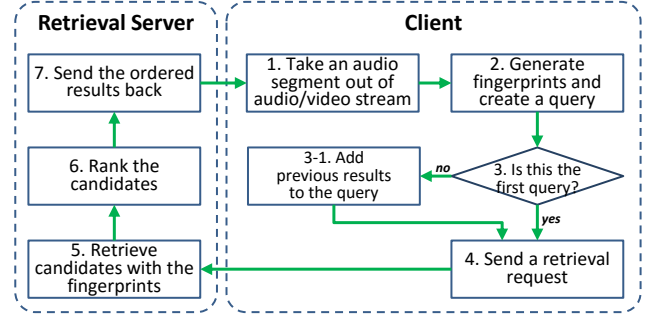 Retrieval Server
Client
7. Send the ordered
results back
1. Take an audio
segment out of
audio/video stream
2. Generate
fingerprints and
create a query
6. Rank the
candidates
3-1. Add
previous results
to the query
no
3. Is this the
first query?
yes
5. Retrieve
candidates with the
fingerprints
4. Send a retrieval
request